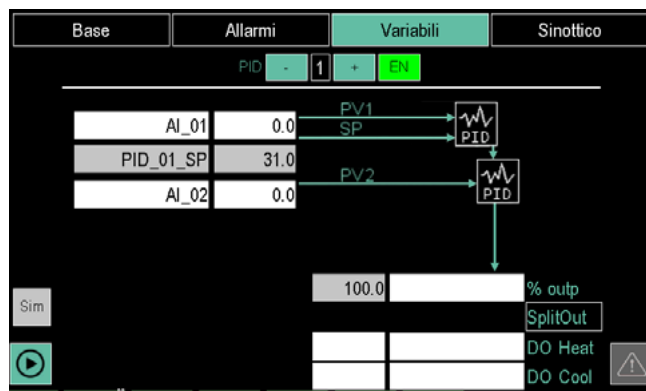 Base Allarmi Variabili Sinottico
PID - 1 + EN
AI_01 0.0 PV1
SP PID
PID_01_SP 31.0
AI_02 0.0 PV2 PID
100.0 % outp
Sim SplitOut
DO Heat
DO Cool